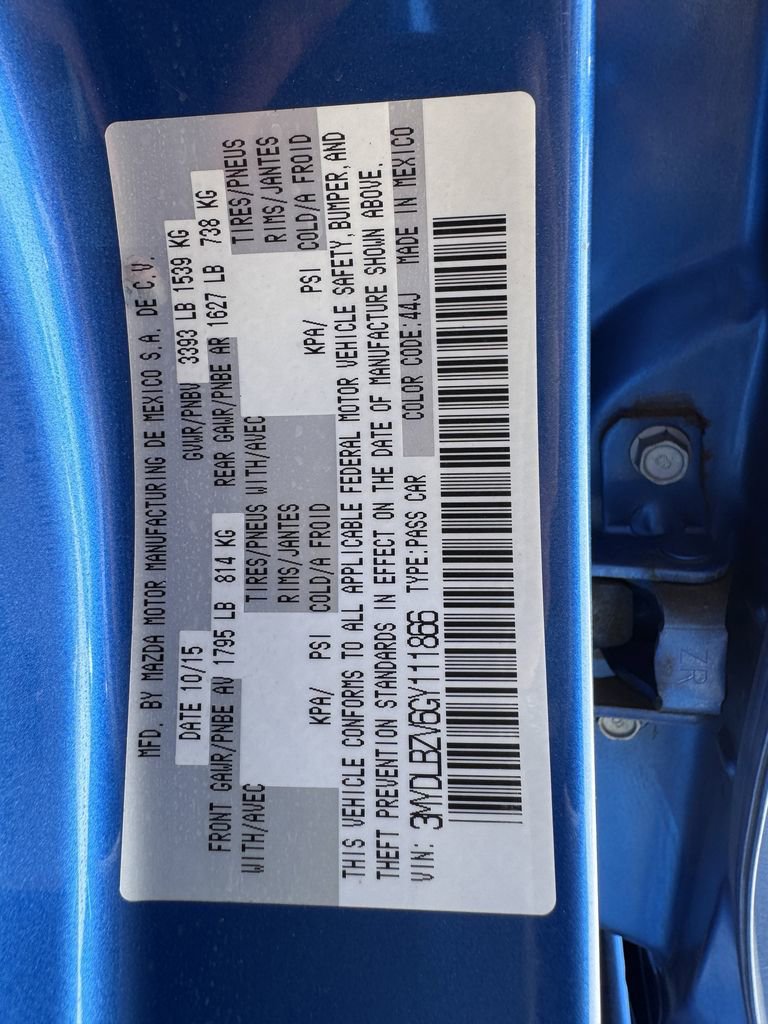 MFD. BY MAZDA MOTOR MANUFACTURING DE MEXICO S.A. DE C.V.
DATE 10/15 GVWR/PNBV 3393 LB 1539 KG
FRONT GAWR/PNBE AV 1795 LB 814 KG REAR GAWR/PNBE AR 1627 LB 738 KG
WITH/AVEC TIRES/PNEUS WITH/AVEC TIRES/PNEUS
RIMS/JANTES RIMS/JANTES
KPA/ PSI COLD/A FROID KPA/ PSI COLD/A FROID
THIS VEHICLE CONFORMS TO ALL APPLICABLE FEDERAL MOTOR VEHICLE SAFETY, BUMPER, AND
THEFT PREVENTION STANDARDS IN EFFECT ON THE DATE OF MANUFACTURE SHOWN ABOVE.
VIN: 3MYDLBZV6GY111866 TYPE:PASS CAR COLOR CODE:44J MADE IN MEXICO
ZR